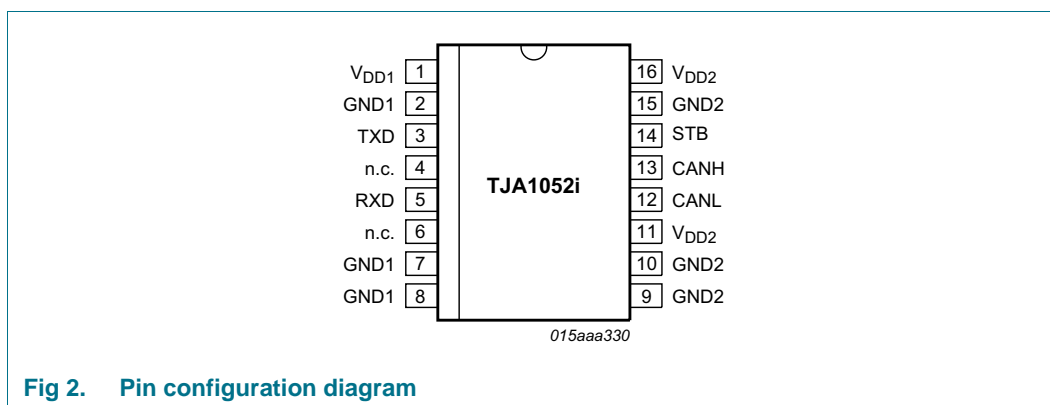 VDD1 1 16 VDD2
GND1 2 15 GND2
TXD 3 14 STB
n.c. 4 13 CANH
TJA1052i
RXD 5 12 CANL
n.c. 6 11 VDD2
GND1 7 10 GND2
GND1 8 9 GND2
015aaa330
Fig 2. Pin configuration diagram